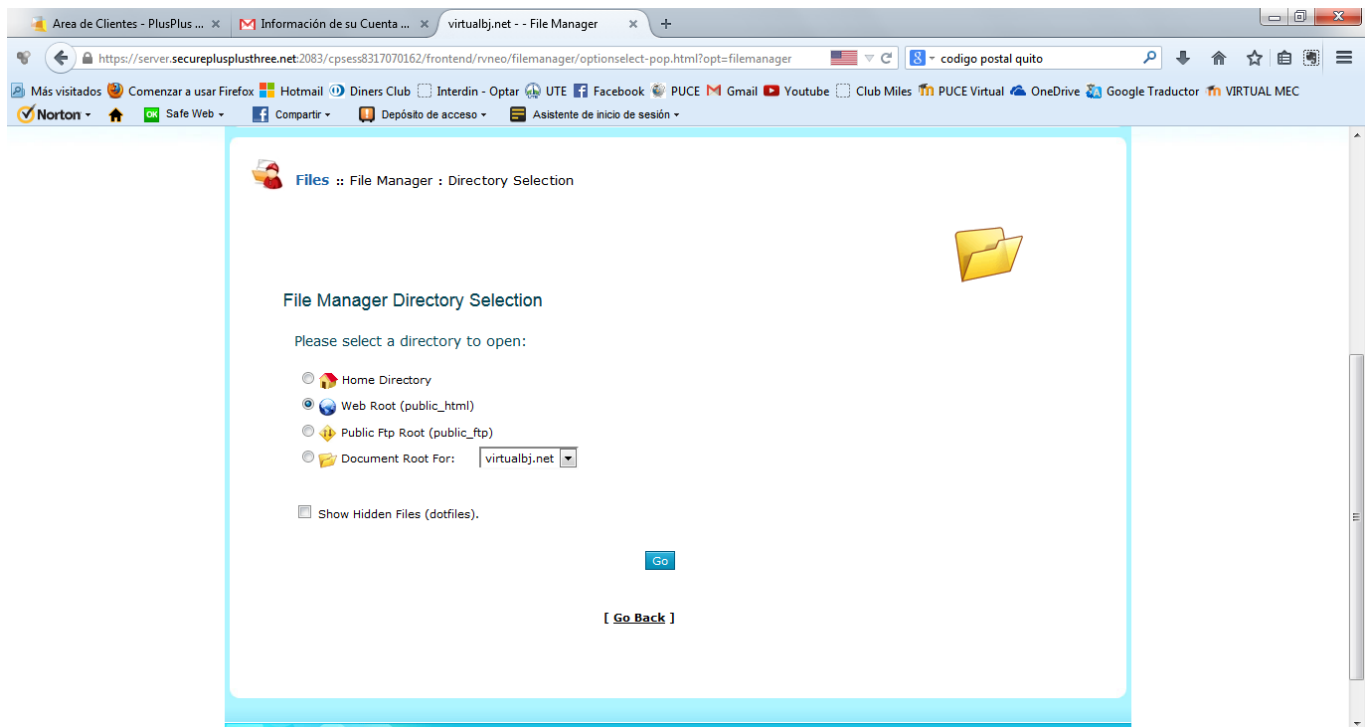 Area de Clientes - PlusPlus ... × Información de su Cuenta ... × virtualbj.net - - File Manager × +
https://server.secureplusplusthree.net:2083/cpsess8317070162/frontend/rvneo/filemanager/optionselect-pop.html?opt=filemanager 8 codigo postal quito
Más visitados Comenzar a usar Firefox Hotmail Diners Club Interdin - Optar UTE Facebook PUCE Gmail Youtube Club Miles PUCE Virtual OneDrive Google Traductor VIRTUAL MEC
Norton - OK Safe Web Compartir Depósito de acceso Asistente de inicio de sesión
Files :: File Manager : Directory Selection
File Manager Directory Selection
Please select a directory to open:
Home Directory
Web Root (public_html)
Public Ftp Root (public_ftp)
Document Root For: virtualbj.net
Show Hidden Files (dotfiles).
Go
[ Go Back ]